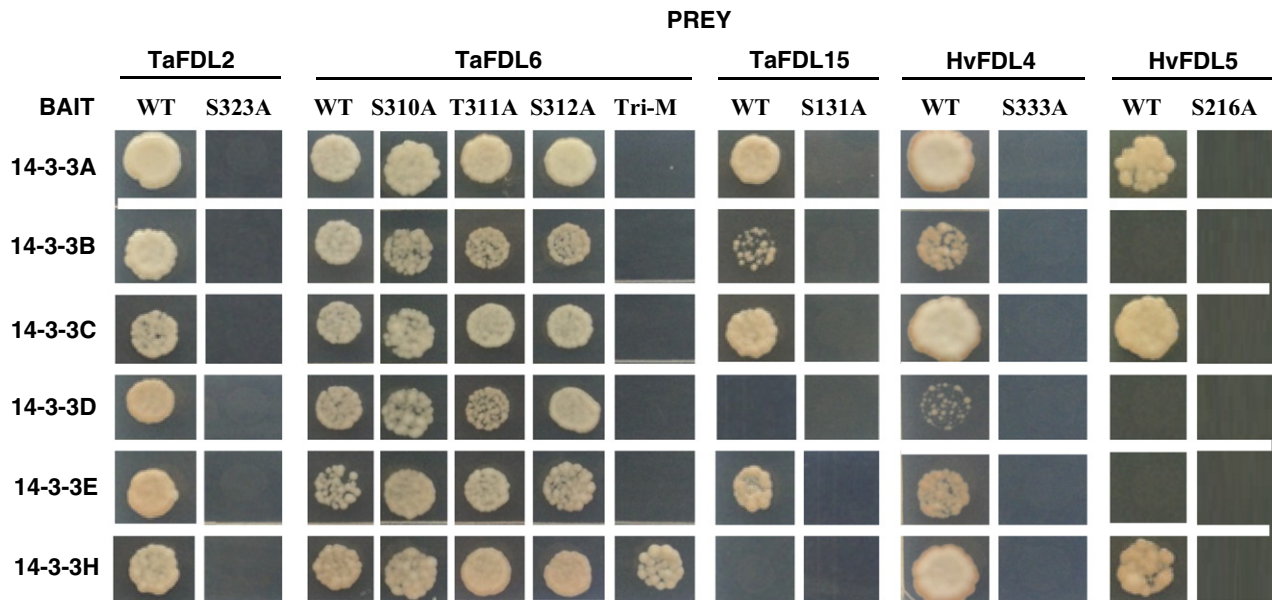 PREY
TaFDL2 TaFDL6 TaFDL15 HvFDL4 HvFDL5
BAIT WT S323A WT S310A T311A S312A Tri-M WT S131A WT S333A WT S216A
14-3-3A
14-3-3B
14-3-3C
14-3-3D
14-3-3E
14-3-3H